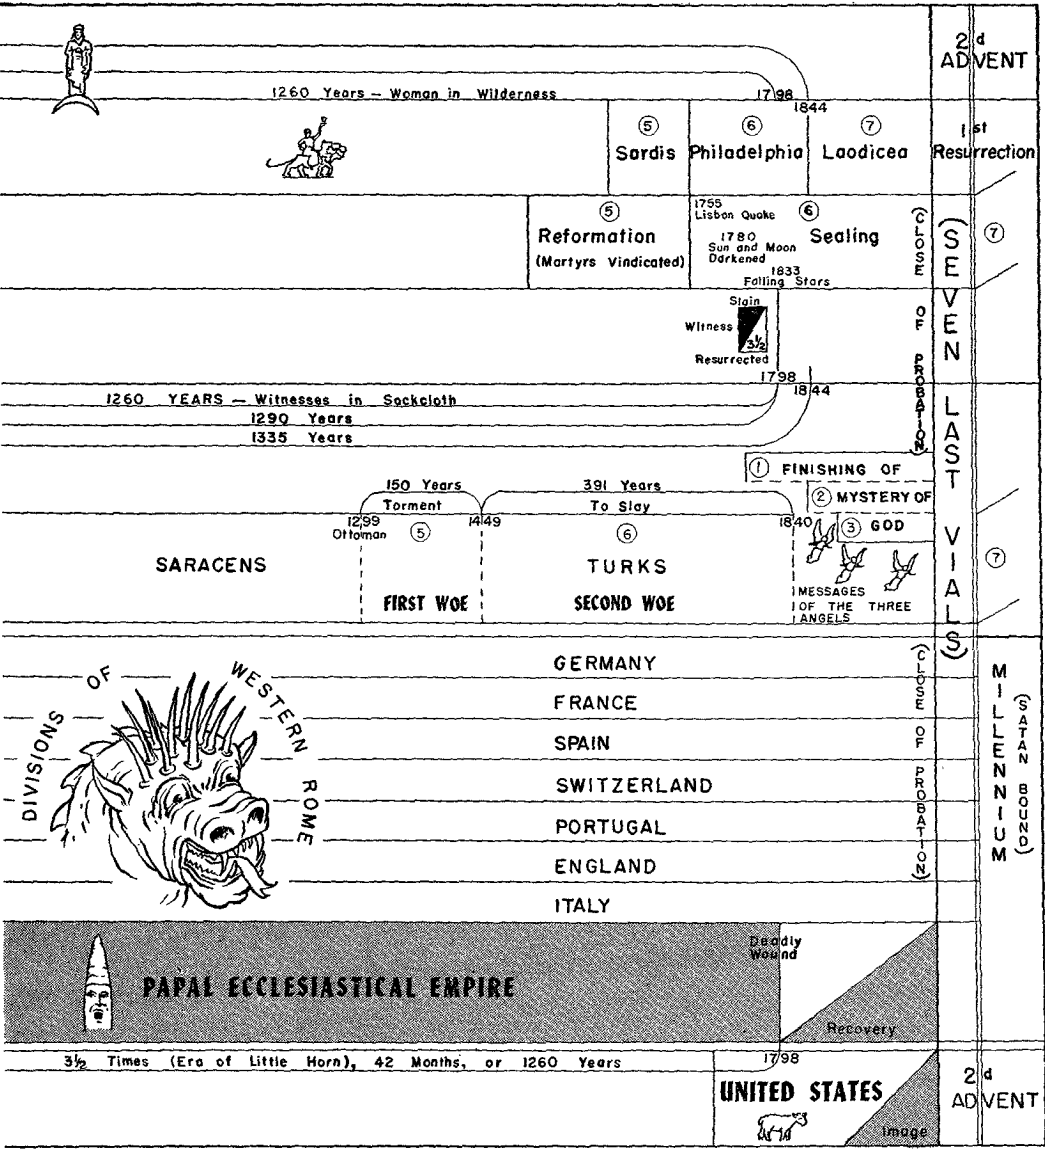 2d
ADVENT
1260 Years — Woman in Wilderness
1798
1844
5
6
7
1st
Sardis
Philadelphia
Laodicea
Resurrection
1755
Lisbon Quake
5
6
7
Reformation
1780
Sealing
(Martyrs Vindicated)
Sun and Moon
Darkened
1833
Falling Stars
(CLOSE OF PROBATION)
(SEVEN LAST VIALS)
Slain
Witness
3½
Resurrected
1798
1844
1260 YEARS — Witnesses in Sackcloth
1290 Years
1335 Years
1 FINISHING OF
150 Years
391 Years
2 MYSTERY OF
Torment
To Slay
1299
1449
1840
3 GOD
Ottoman
5
6
7
SARACENS
TURKS
FIRST WOE
SECOND WOE
MESSAGES
OF THE THREE
ANGELS
DIVISIONS OF WESTERN ROME
GERMANY
FRANCE
SPAIN
SWITZERLAND
PORTUGAL
ENGLAND
ITALY
(CLOSE OF PROBATION)
MILLENNIUM
(SATAN BOUND)
Deadly
Wound
PAPAL ECCLESIASTICAL EMPIRE
Recovery
3½ Times (Era of Little Horn), 42 Months, or 1260 Years
1798
UNITED STATES
Image
2d
ADVENT